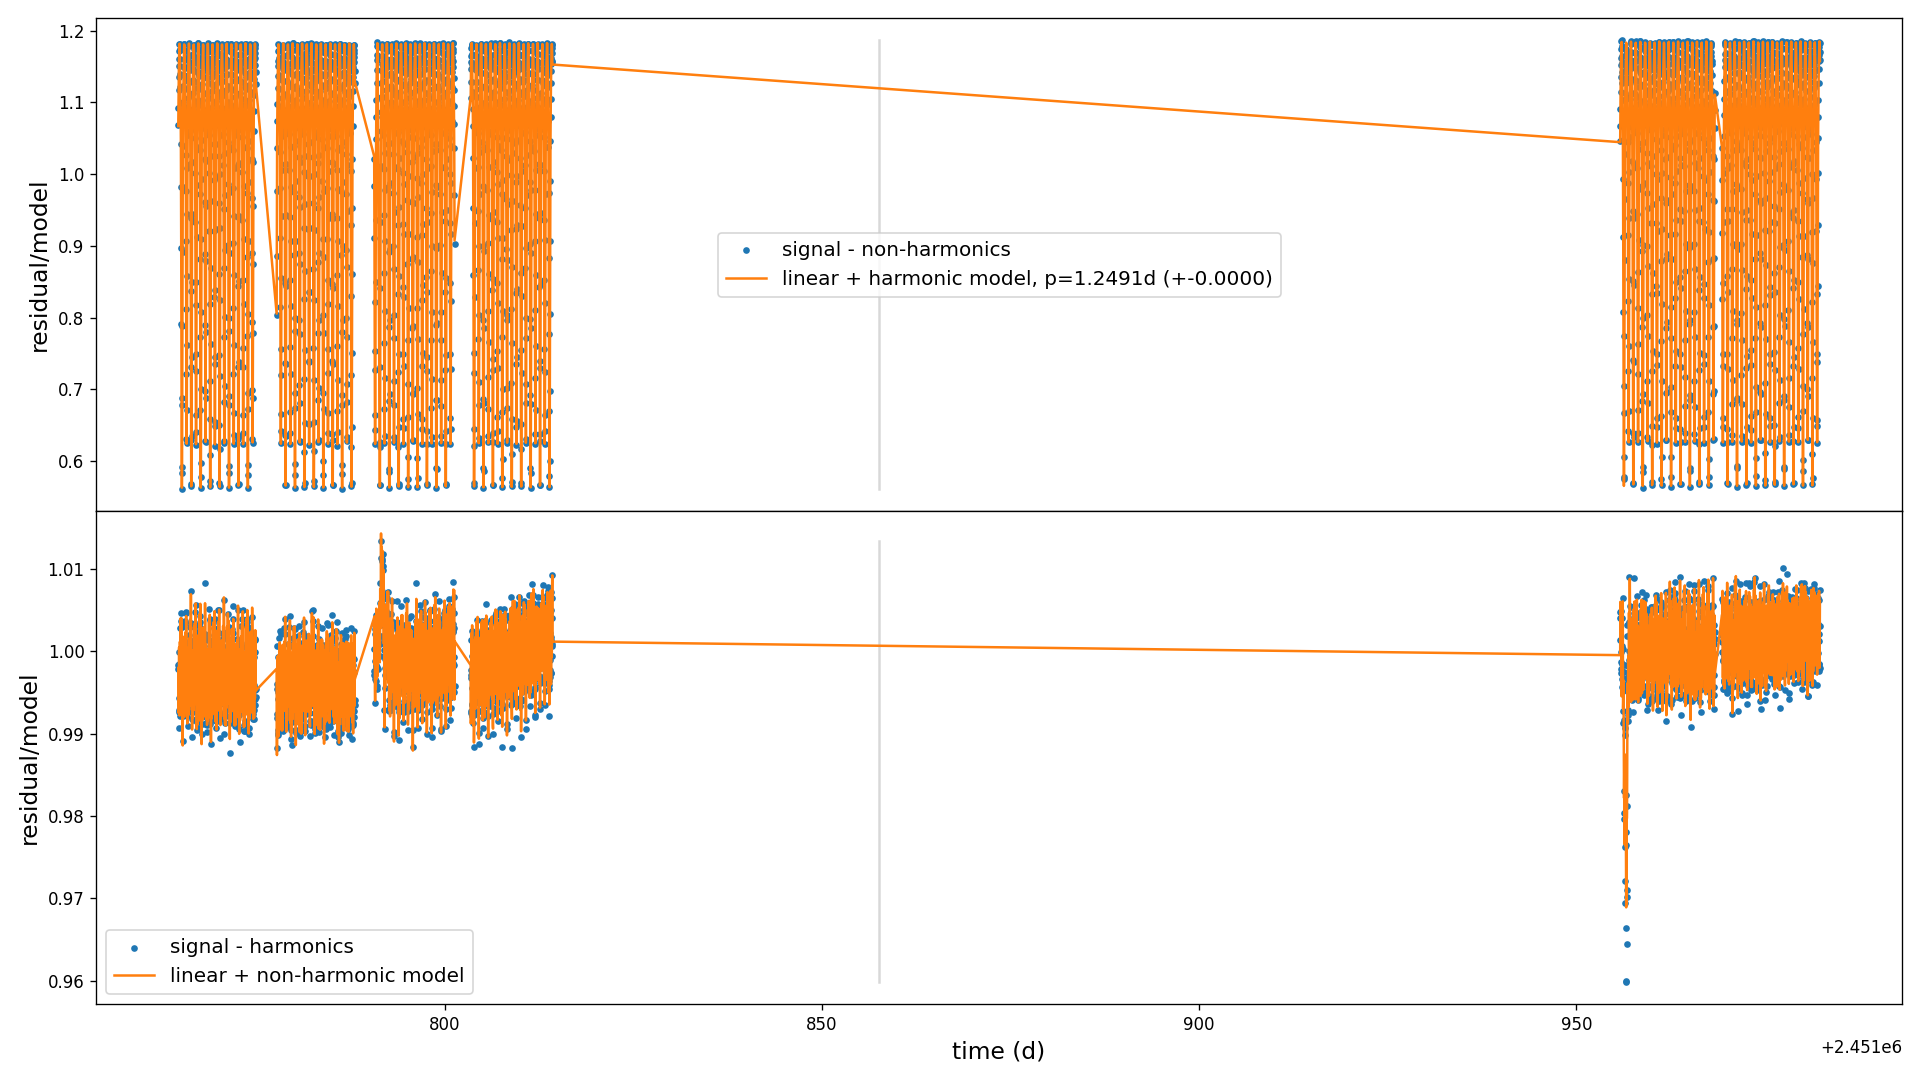 1.2
1.1
1.0
0.9
0.8
0.7
0.6
residual/model
signal - non-harmonics
linear + harmonic model, p=1.2491d (+-0.0000)
1.01
1.00
0.99
0.98
0.97
0.96
residual/model
signal - harmonics
linear + non-harmonic model
800
850
900
950
time (d)
+2.451e6